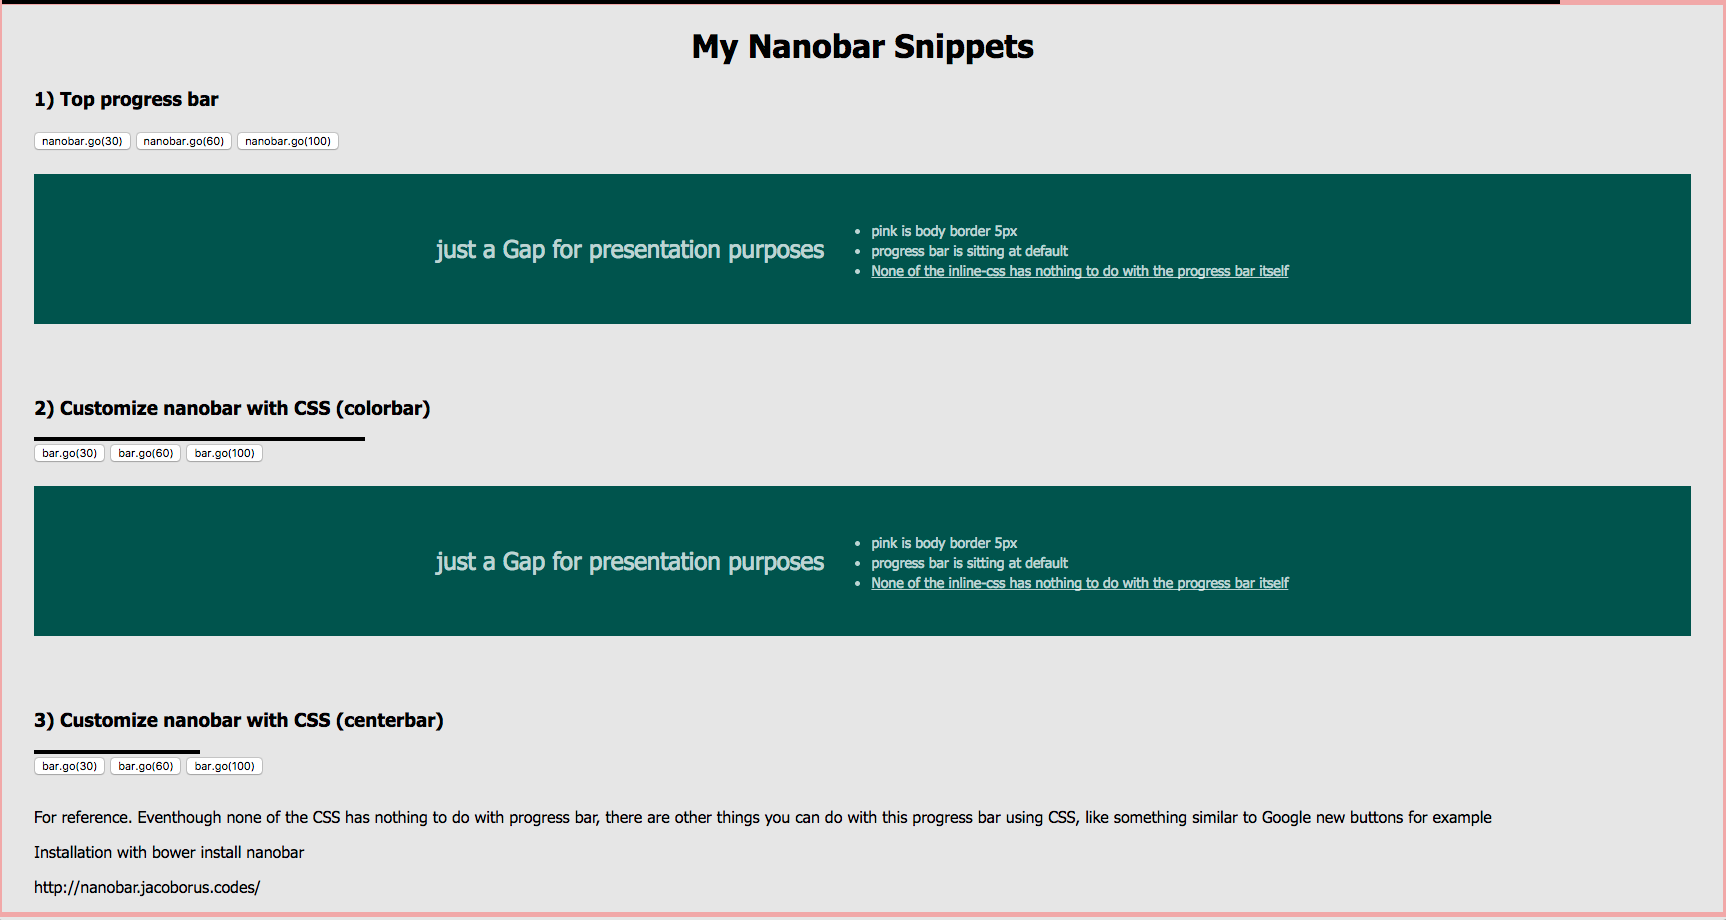 My Nanobar Snippets
1) Top progress bar
nanobar.go(30) nanobar.go(60) nanobar.go(100)
just a Gap for presentation purposes
• pink is body border 5px
• progress bar is sitting at default
• None of the inline-css has nothing to do with the progress bar itself
2) Customize nanobar with CSS (colorbar)
bar.go(30) bar.go(60) bar.go(100)
just a Gap for presentation purposes
• pink is body border 5px
• progress bar is sitting at default
• None of the inline-css has nothing to do with the progress bar itself
3) Customize nanobar with CSS (centerbar)
bar.go(30) bar.go(60) bar.go(100)
For reference. Eventhough none of the CSS has nothing to do with progress bar, there are other things you can do with this progress bar using CSS, like something similar to Google new buttons for example
Installation with bower install nanobar
http://nanobar.jacoborus.codes/